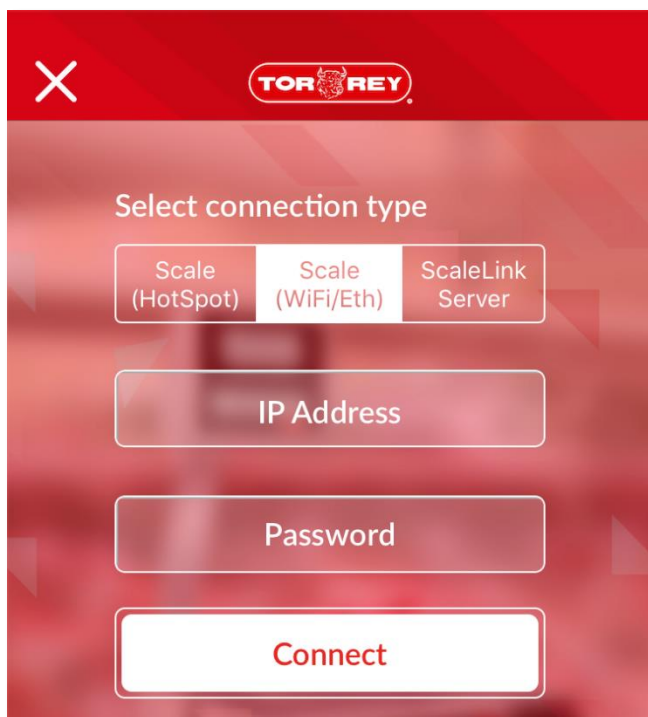 TOR REY
Select connection type
Scale
(HotSpot)
Scale
(WiFi/Eth)
ScaleLink
Server
IP Address
Password
Connect